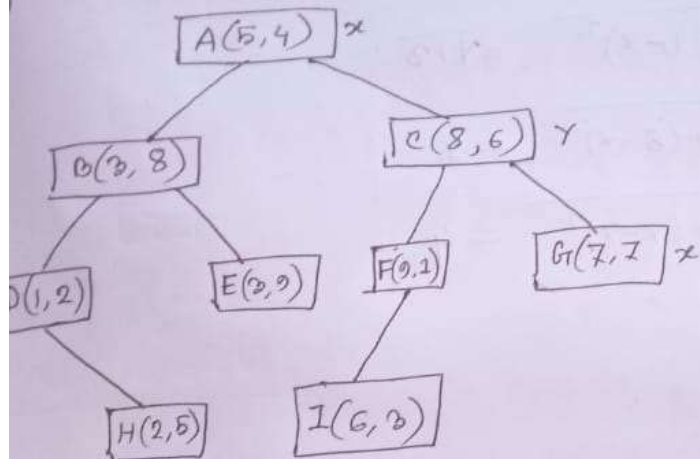 A(5,4) x
B(3,8) C(8,6) Y
D(1,2) E(3,9) F(9,1) G(7,7 x
H(2,5) I(6,3)